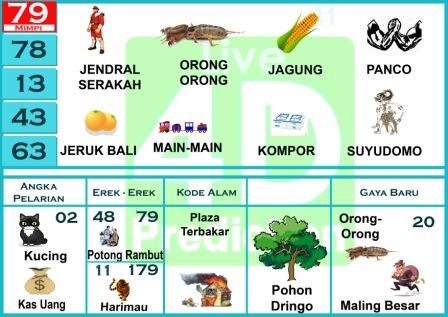 79
MIMPI
78
13
43
63
JENDRAL
SERAKAH
ORONG
ORONG
JAGUNG
PANCO
JERUK BALI
MAIN-MAIN
KOMPOR
SUYUDOMO
Live
4D
Prediction
ANGKA
PELARIAN
EREK - EREK
KODE ALAM
GAYA BARU
02
Kucing
Kas Uang
48 79
Potong Rambut
11 179
Harimau
Plaza
Terbakar
Pohon
Dringo
Orong-
Orong
20
Maling Besar